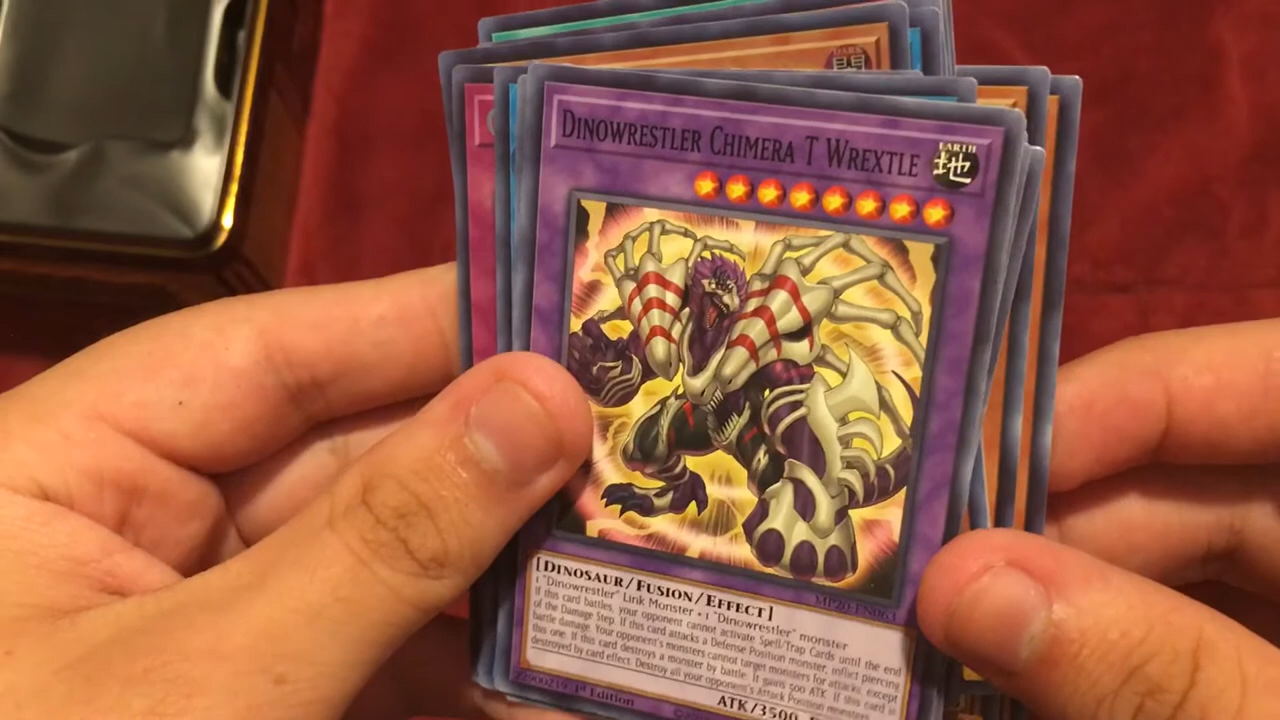 DINOWRESTLER CHIMERA T WREXTLE
EARTH
地
闇
[DINOSAUR/FUSION/EFFECT]
MP20-EN063
1 "Dinowrestler" Link Monster + 1 "Dinowrestler" monster
If this card battles, your opponent cannot activate Spell/Trap Cards until the end
of the Damage Step. If this card attacks a Defense Position monster, inflict piercing
battle damage. Your opponent's monsters cannot target monsters for attacks, except
this one. If this card destroys a monster by battle: It gains 500 ATK. If this card is
destroyed by card effect: Destroy all your opponent's Attack Position monsters.
22900219 1st Edition
ATK/3500